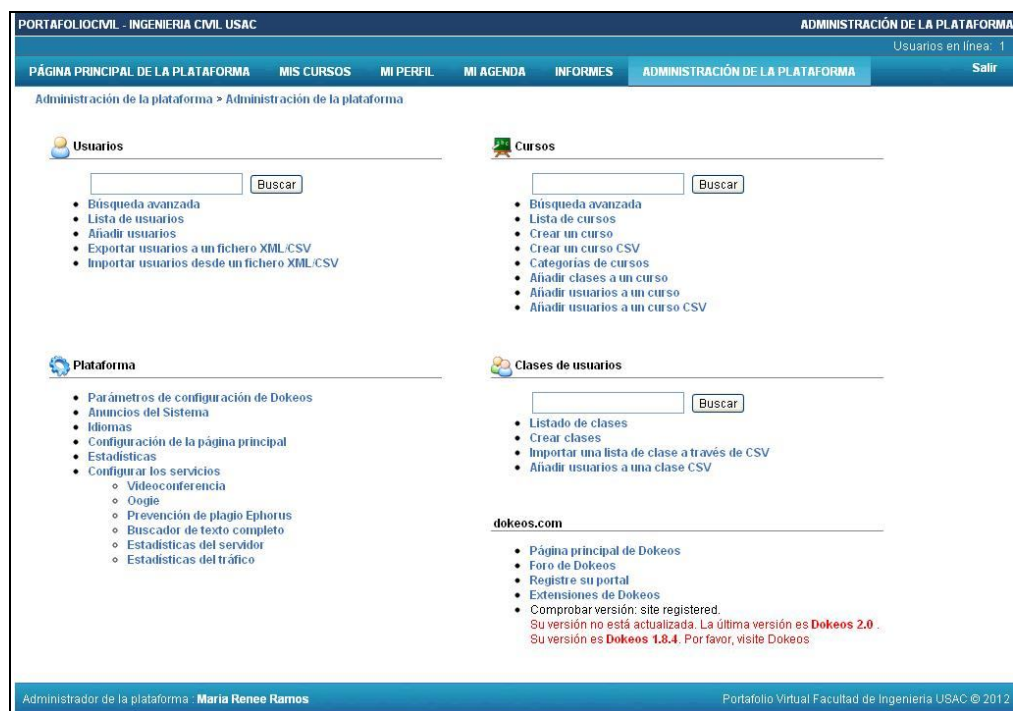 PORTAFOLIOCIVIL - INGENIERIA CIVIL USAC
ADMINISTRACIÓN DE LA PLATAFORMA
Usuarios en línea: 1
PÁGINA PRINCIPAL DE LA PLATAFORMA MIS CURSOS MI PERFIL MI AGENDA INFORMES ADMINISTRACIÓN DE LA PLATAFORMA Salir
Administración de la plataforma > Administración de la plataforma
Usuarios
Buscar
Búsqueda avanzada
Lista de usuarios
Añadir usuarios
Exportar usuarios a un fichero XML/CSV
Importar usuarios desde un fichero XML/CSV
Cursos
Buscar
Búsqueda avanzada
Lista de cursos
Crear un curso
Crear un curso CSV
Categorías de cursos
Añadir clases a un curso
Añadir usuarios a un curso
Añadir usuarios a un curso CSV
Plataforma
Parámetros de configuración de Dokeos
Anuncios del Sistema
Idiomas
Configuración de la página principal
Estadísticas
Configurar los servicios
Videoconferencia
Oogie
Prevención de plagio Ephorus
Buscador de texto completo
Estadísticas del servidor
Estadísticas del tráfico
Clases de usuarios
Buscar
Listado de clases
Crear clases
Importar una lista de clase a través de CSV
Añadir usuarios a una clase CSV
dokeos.com
Página principal de Dokeos
Foro de Dokeos
Registre su portal
Extensiones de Dokeos
Comprobar versión: site registered.
Su versión no está actualizada. La última versión es Dokeos 2.0 .
Su versión es Dokeos 1.8.4. Por favor, visite Dokeos
Administrador de la plataforma : Maria Renee Ramos
Portafolio Virtual Facultad de Ingenieria USAC © 2012